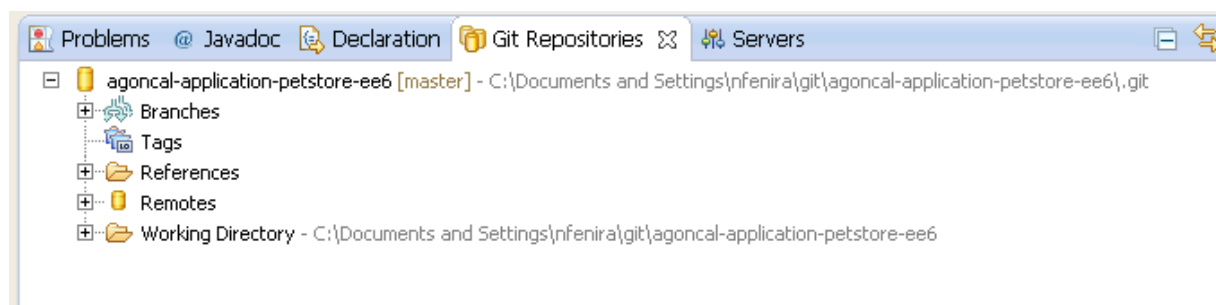 Problems @ Javadoc Declaration Git Repositories Servers
agoncal-application-petstore-ee6 [master] - C:\Documents and Settings\nfenira\git\agoncal-application-petstore-ee6\.git
Branches
Tags
References
Remotes
Working Directory - C:\Documents and Settings\nfenira\git\agoncal-application-petstore-ee6